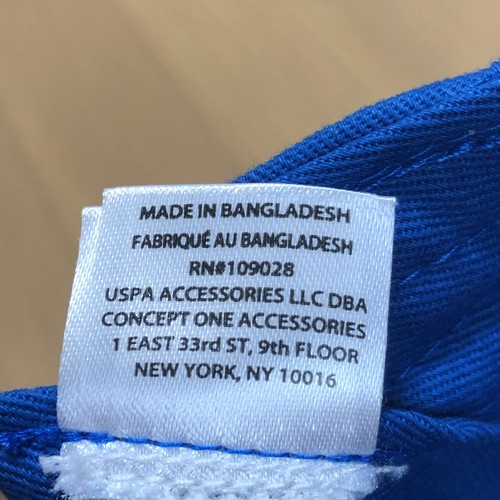 MADE IN BANGLADESH
FABRIQUÉ AU BANGLADESH
RN#109028
USPA ACCESSORIES LLC DBA
CONCEPT ONE ACCESSORIES
1 EAST 33rd ST, 9th FLOOR
NEW YORK, NY 10016